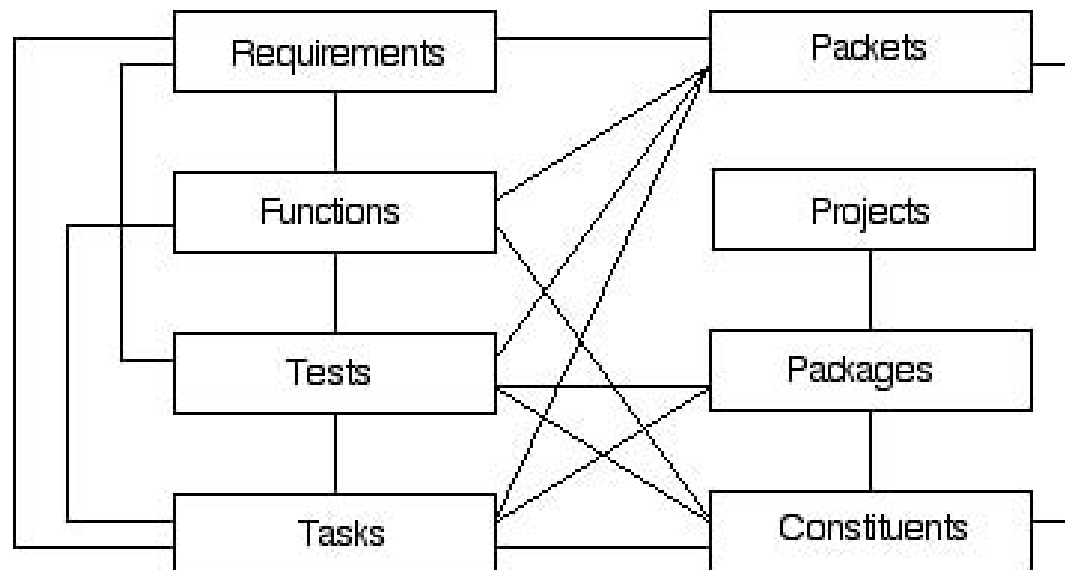 Requirements
Packets
Functions
Projects
Tests
Packages
Tasks
Constituents